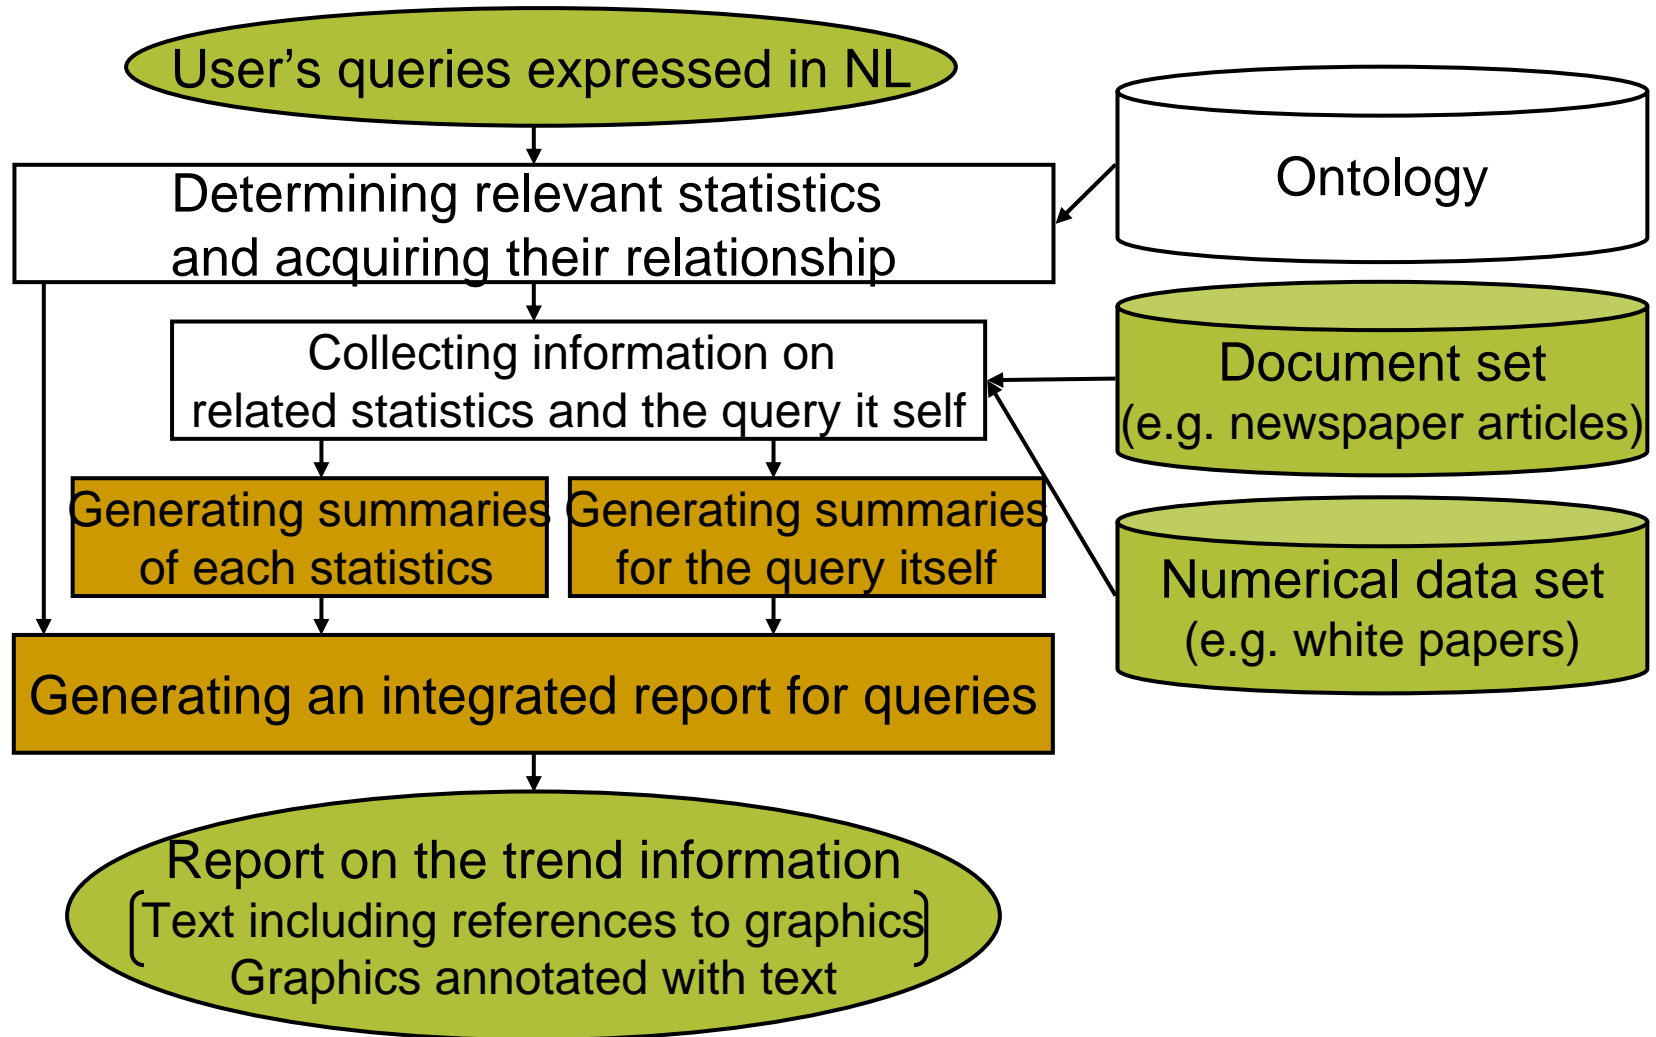 User’s queries expressed in NL
Determining relevant statistics
and acquiring their relationship
Ontology
Collecting information on
related statistics and the query it self
Document set
(e.g. newspaper articles)
Generating summaries
of each statistics
Generating summaries
for the query itself
Numerical data set
(e.g. white papers)
Generating an integrated report for queries
Report on the trend information
Text including references to graphics
Graphics annotated with text